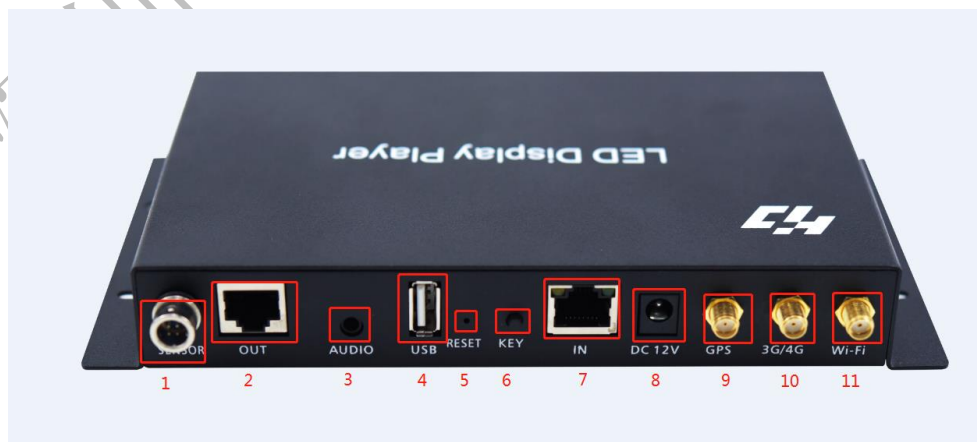 LED Display Player
SENSOR OUT AUDIO USB RESET KEY IN DC 12V GPS 3G/4G Wi-Fi
1 2 3 4 5 6 7 8 9 10 11